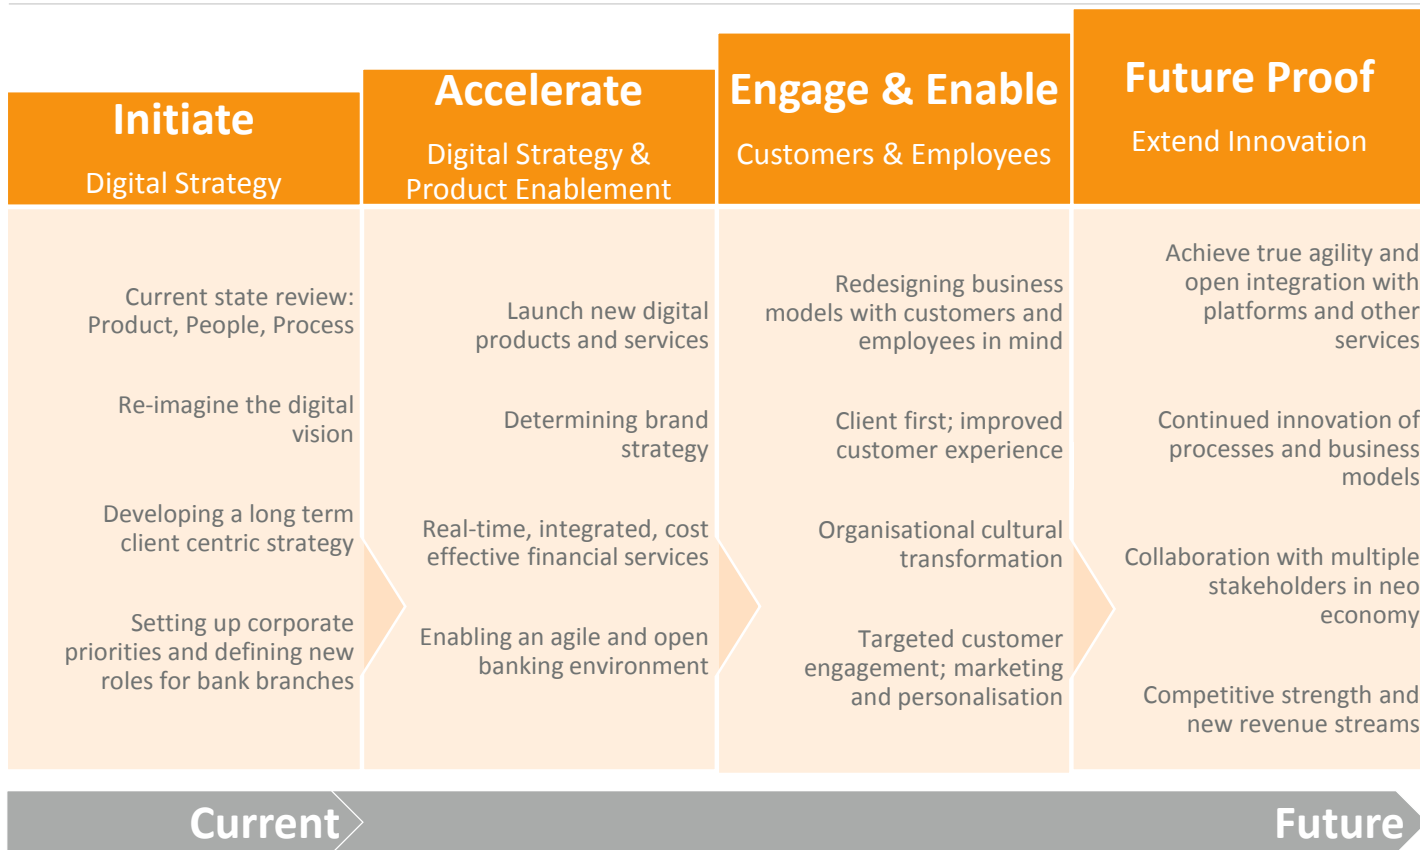 Initiate
Digital Strategy
Current state review:
Product, People, Process
Re-imagine the digital
vision
Developing a long term
client centric strategy
Setting up corporate
priorities and defining new
roles for bank branches
Accelerate
Digital Strategy &
Product Enablement
Launch new digital
products and services
Determining brand
strategy
Real-time, integrated, cost
effective financial services
Enabling an agile and open
banking environment
Engage & Enable
Customers & Employees
Redesigning business
models with customers and
employees in mind
Client first; improved
customer experience
Organisational cultural
transformation
Targeted customer
engagement; marketing
and personalisation
Future Proof
Extend Innovation
Achieve true agility and
open integration with
platforms and other
services
Continued innovation of
processes and business
models
Collaboration with multiple
stakeholders in neo
economy
Competitive strength and
new revenue streams
Current
Future